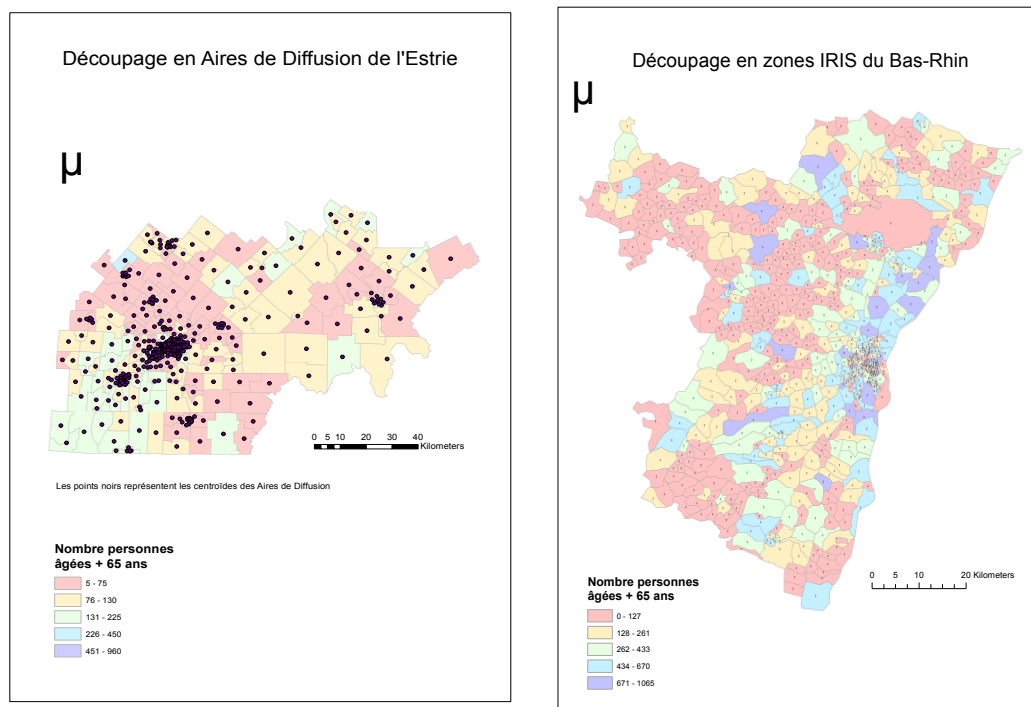 Découpage en Aires de Diffusion de l'Estrie
µ
0 5 10 20 30 40
Kilometers
Les points noirs représentent les centroïdes des Aires de Diffusion
Nombre personnes
âgées + 65 ans
5 - 75
76 - 130
131 - 225
226 - 450
451 - 960
Découpage en zones IRIS du Bas-Rhin
µ
0 5 10 20 Kilometers
Nombre personnes
âgées + 65 ans
0 - 127
128 - 261
262 - 433
434 - 670
671 - 1065